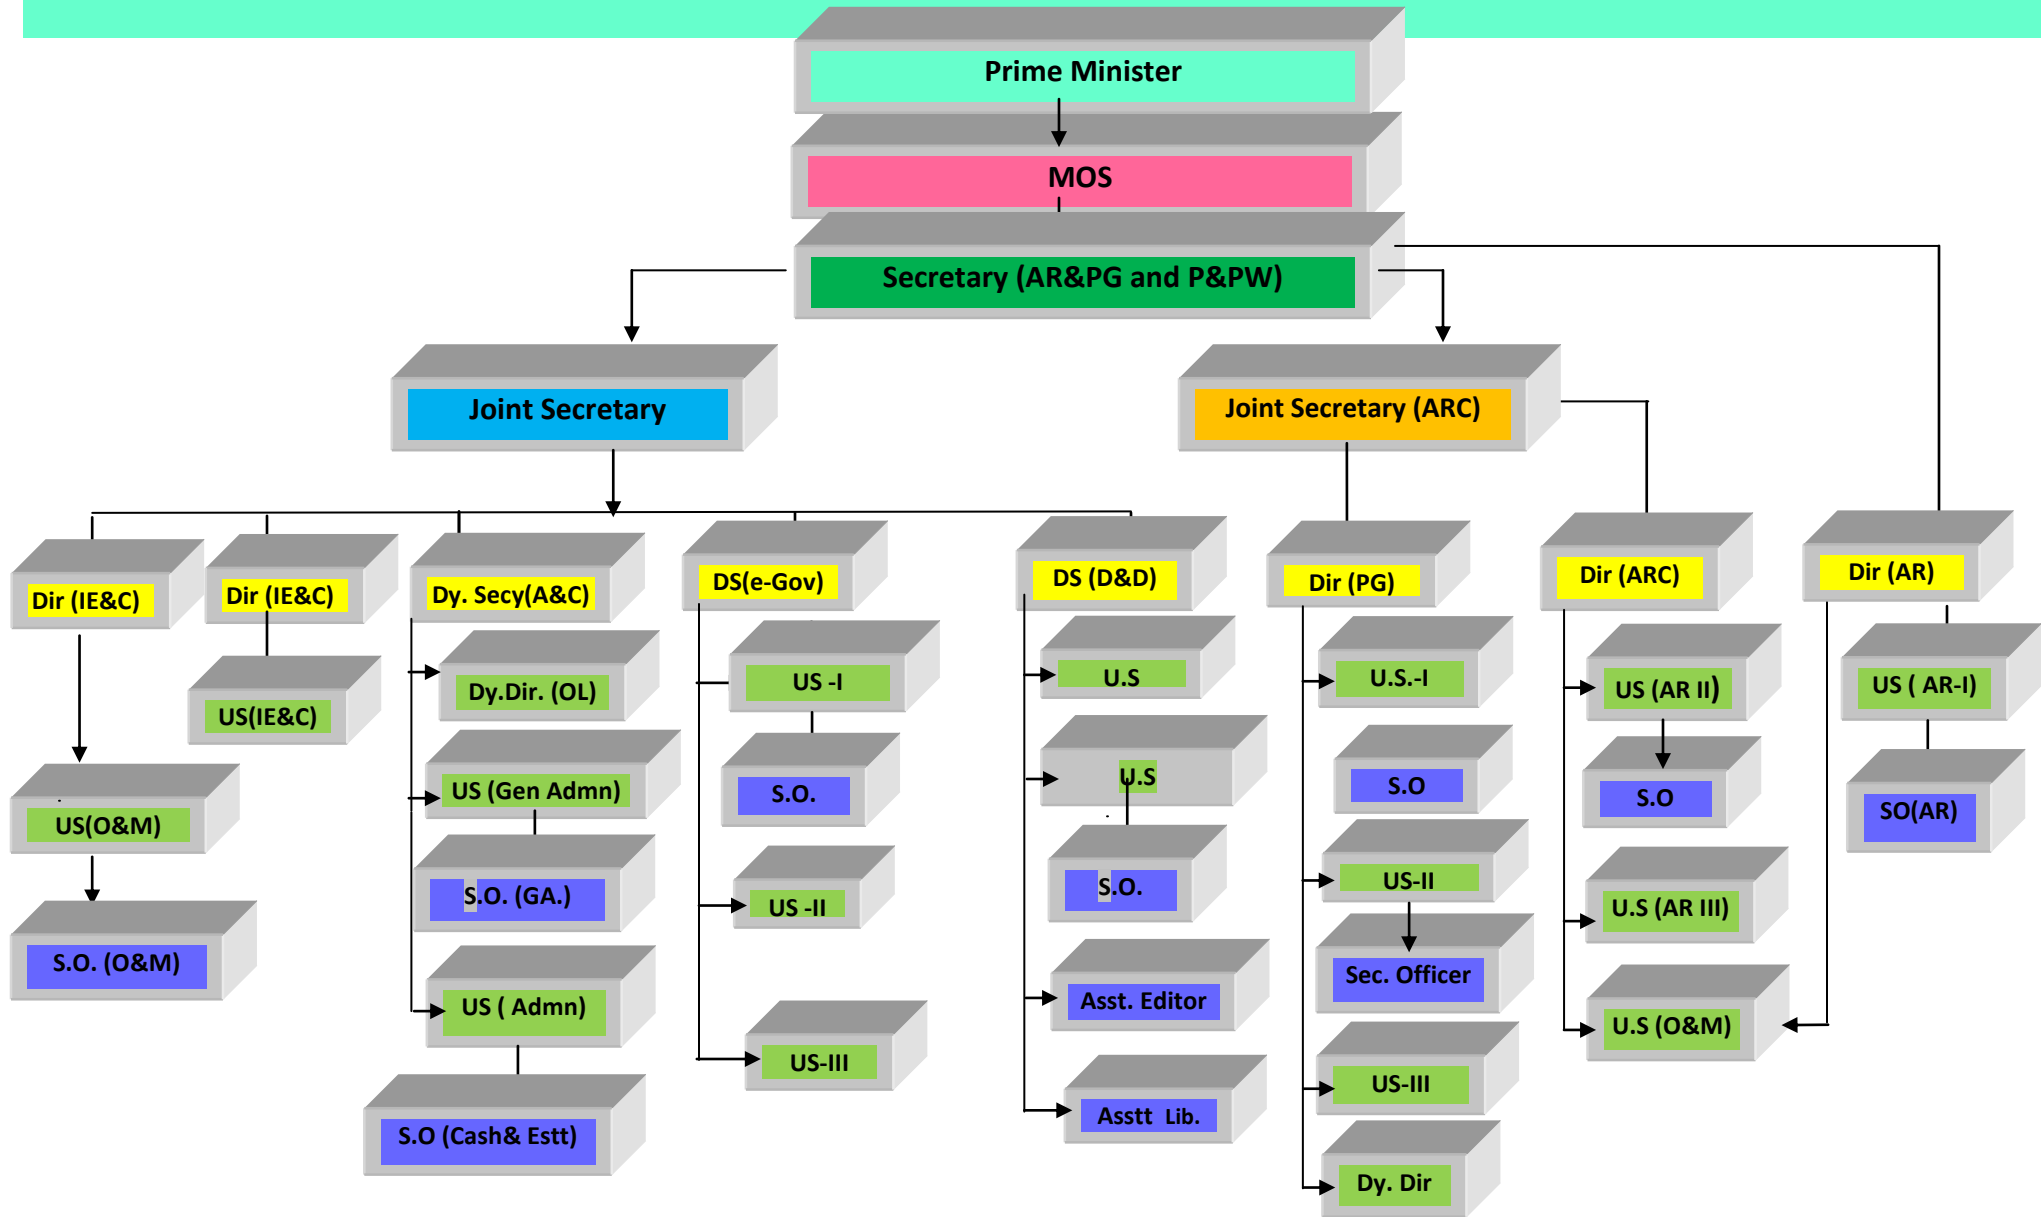 Prime Minister
MOS
Secretary (AR&PG and P&PW)
Joint Secretary
Joint Secretary (ARC)
Dir (IE&C)
Dir (IE&C)
Dy. Secy(A&C)
DS(e-Gov)
DS (D&D)
Dir (PG)
Dir (ARC)
Dir (AR)
US(O&M)
S.O. (O&M)
US(IE&C)
Dy.Dir. (OL)
US (Gen Admn)
S.O. (GA.)
US ( Admn)
S.O (Cash& Estt)
US -I
S.O.
US -II
US-III
U.S
U.S
S.O.
Asst. Editor
Asstt Lib.
U.S.-I
S.O
US-II
Sec. Officer
US-III
Dy. Dir
US (AR II)
S.O
U.S (AR III)
U.S (O&M)
US ( AR-I)
SO(AR)